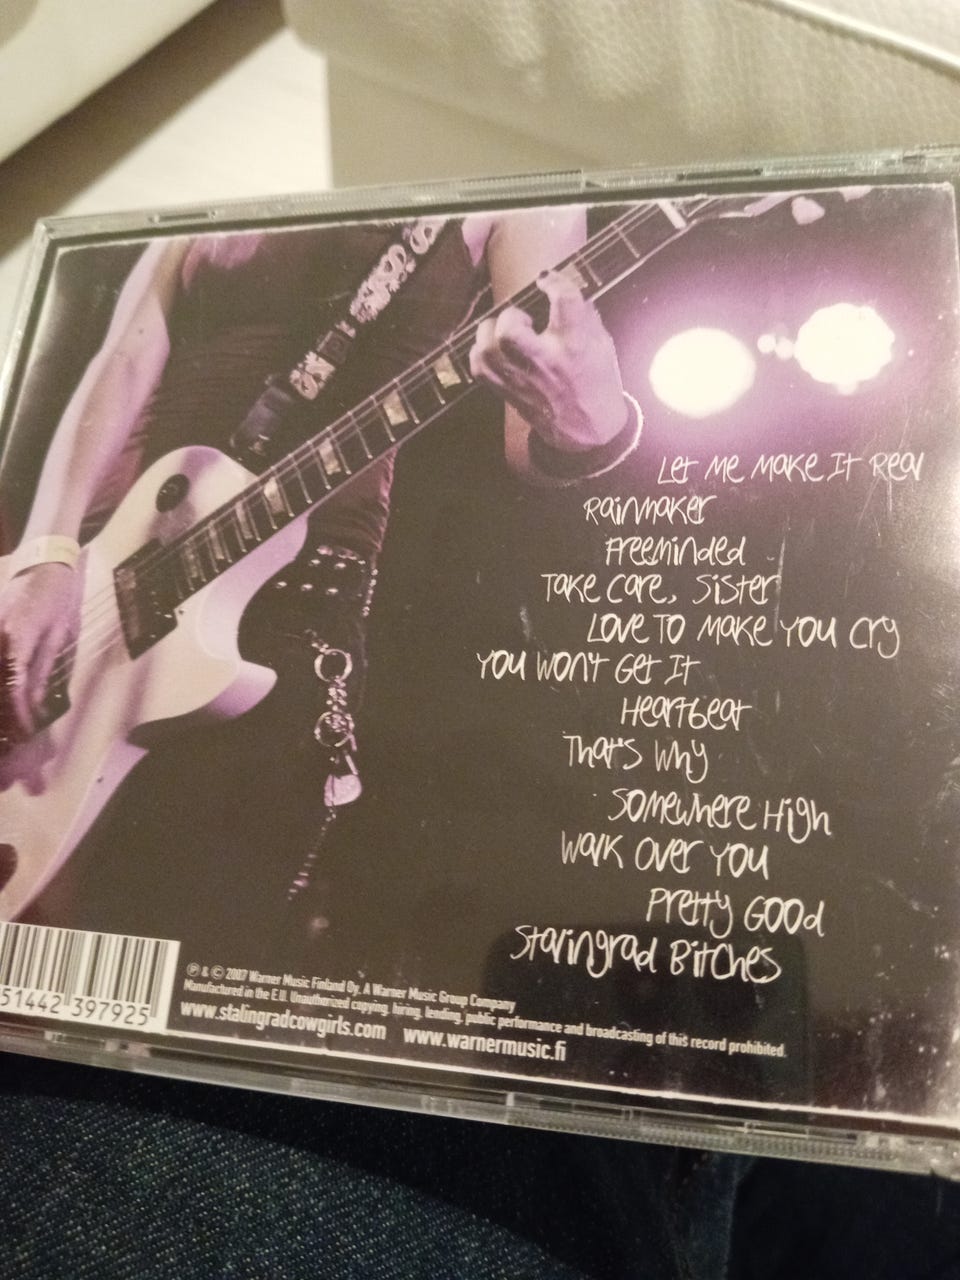 Let Me Make It Real
Rainmaker
Freeminded
Take Care, Sister
Love To Make You Cry
You Won't Get It
Heartbeat
That's Why
Somewhere High
Walk Over You
Pretty Good
Stalingrad Bitches
51442 397925
℗ & © 2007 Warner Music Finland Oy. A Warner Music Group Company
Manufactured in the E.U. Unauthorized copying, hiring, lending, public performance and broadcasting of this record prohibited.
www.stalingradcowgirls.com www.warnermusic.fi